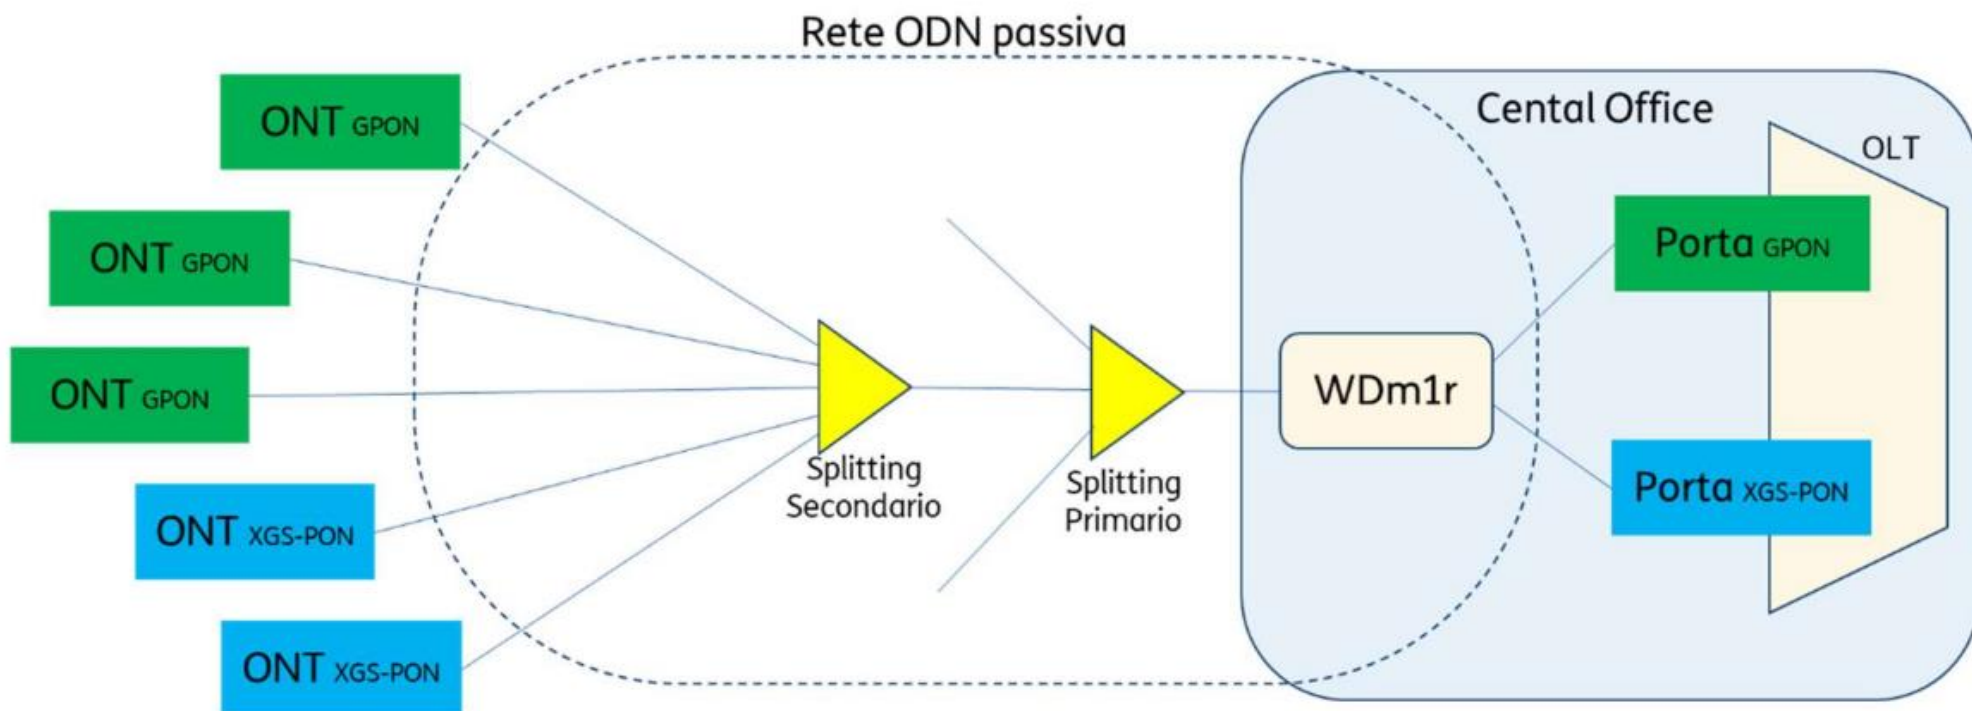 Rete ODN passiva
Cental Office
OLT
ONT GPON
ONT GPON
ONT GPON
ONT XGS-PON
ONT XGS-PON
Splitting
Secondario
Splitting
Primario
WDm1r
Porta GPON
Porta XGS-PON